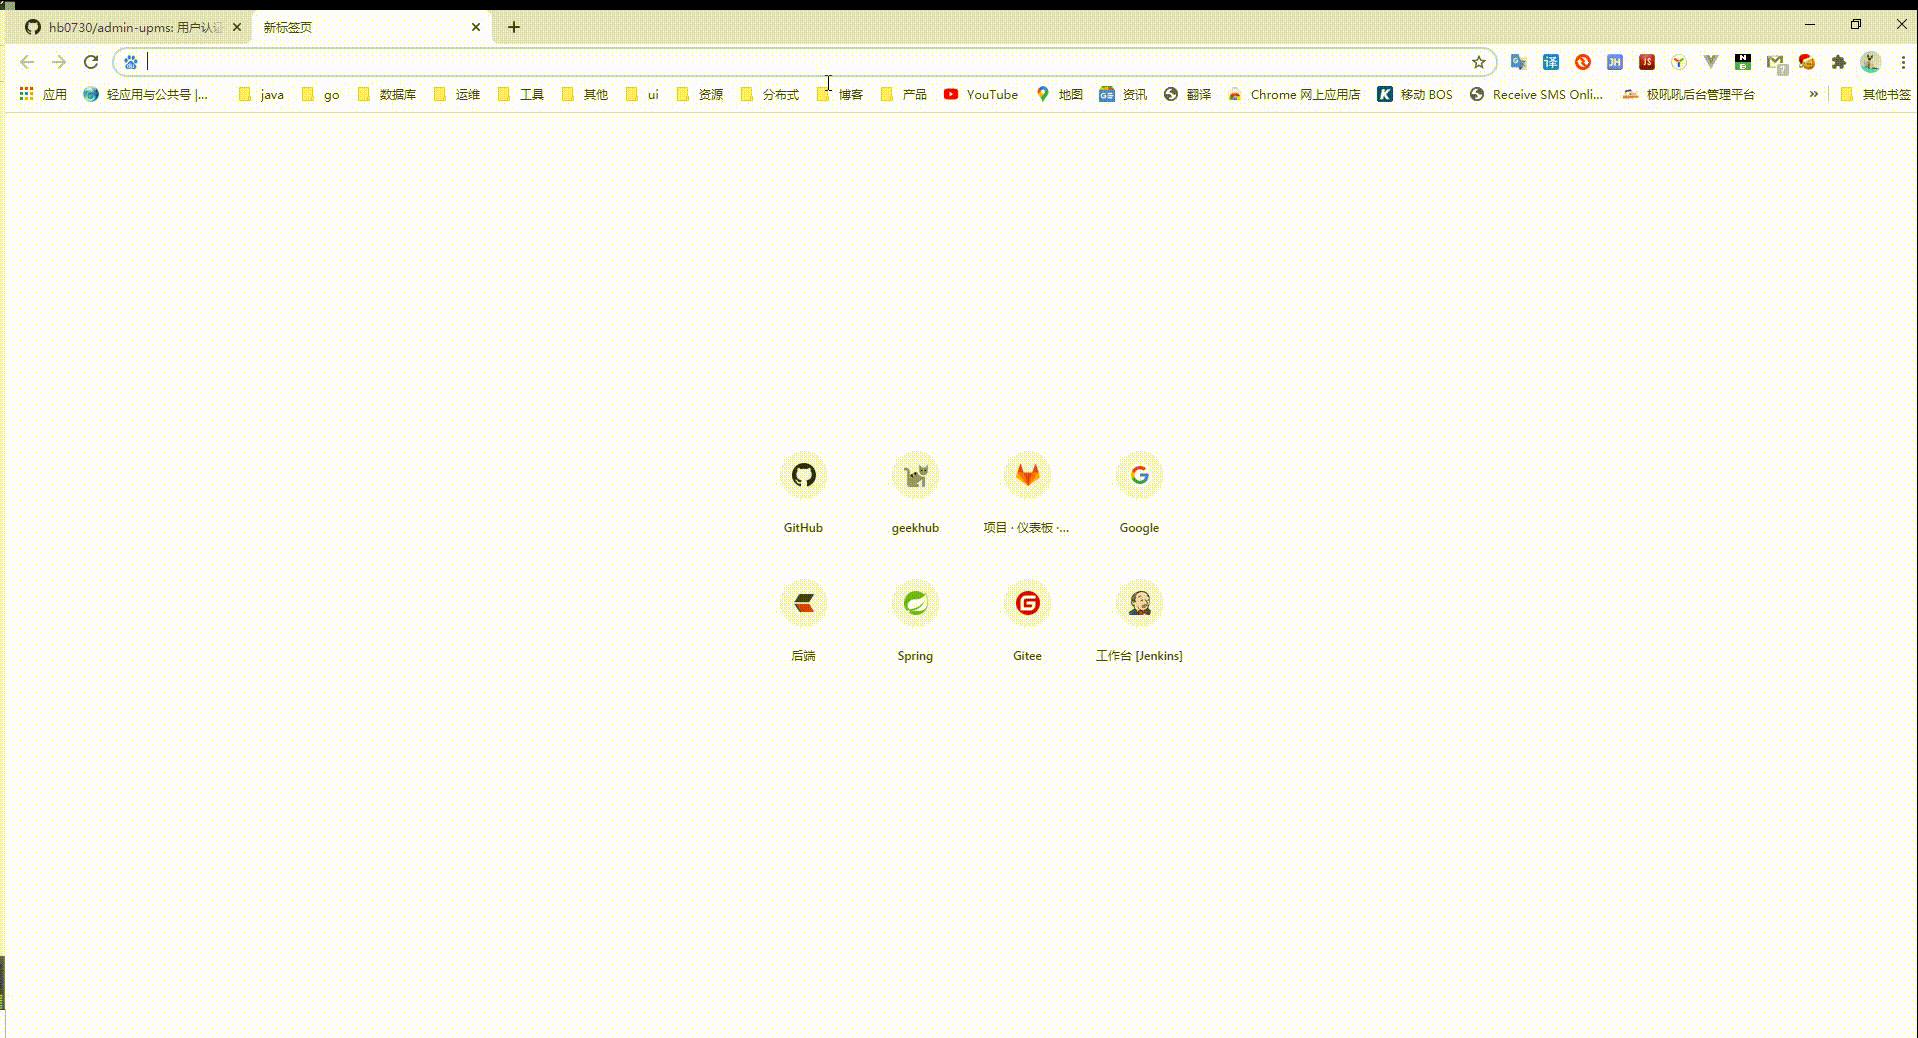 hb0730/admin-upms: 用户认证
新标签页
应用 轻应用与公共号 |... java go 数据库 运维 工具 其他 ui 资源 分布式 博客 产品 YouTube 地图 资讯 翻译 Chrome 网上应用店 移动 BOS Receive SMS Onli... 极吼吼后台管理平台 » 其他书签
GitHub geekhub 项目 · 仪表板 ·... Google
后端 Spring Gitee 工作台 [Jenkins]